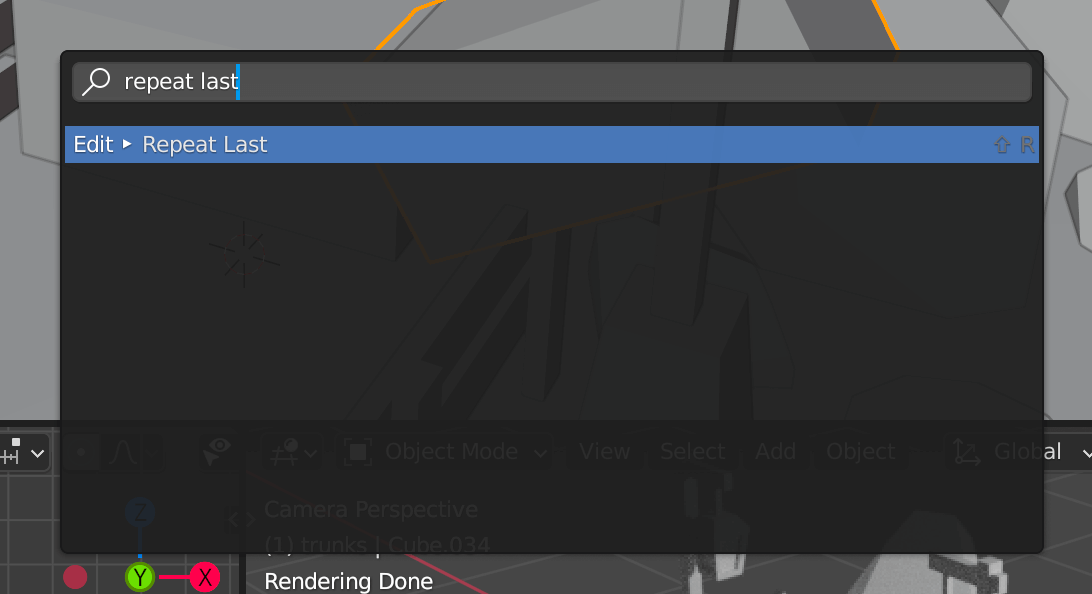 repeat last
Edit ▸ Repeat Last ⇧ R
Object Mode View Select Add Object Global
Z
Camera Perspective
(1) trunks | Cube.034
Y X
Rendering Done